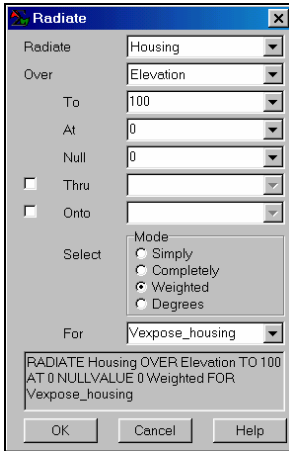 Radiate
Radiate Housing
Over Elevation
To 100
At 0
Null 0
Thru
Onto
Mode
Select
Simply
Completely
Weighted
Degrees
For Vexpose_housing
RADIATE Housing OVER Elevation TO 100
AT 0 NULLVALUE 0 Weighted FOR
Vexpose_housing
OK Cancel Help